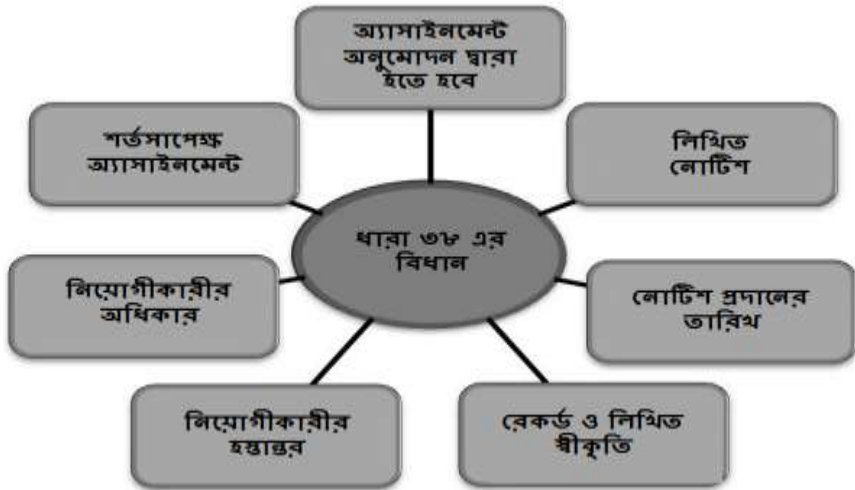 অ্যাসাইনমেন্ট
অনুমোদন দ্বারা
হতে হবে
শর্তসাপেক্ষ
অ্যাসাইনমেন্ট
লিখিত
নোটিশ
ধারা ৩৮ এর
বিধান
নিয়োগীকারীর
অধিকার
নোটিশ প্রদানের
তারিখ
নিয়োগীকারীর
হস্তান্তর
রেকর্ড ও লিখিত
স্বীকৃতি